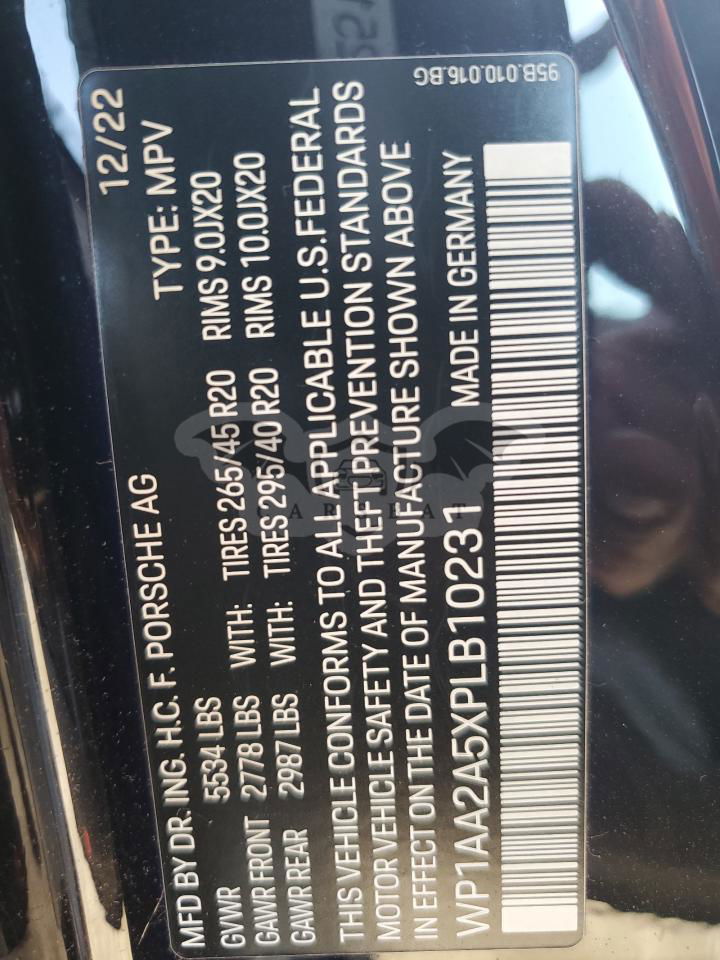 12/22
MFD BY DR. ING. H.C. F. PORSCHE AG TYPE: MPV
GVWR 5534 LBS
GAWR FRONT 2778 LBS WITH: TIRES 265/45 R20 RIMS 9.0JX20
GAWR REAR 2987 LBS WITH: TIRES 295/40 R20 RIMS 10.0JX20
THIS VEHICLE CONFORMS TO ALL APPLICABLE U.S.FEDERAL
MOTOR VEHICLE SAFETY AND THEFT PREVENTION STANDARDS
IN EFFECT ON THE DATE OF MANUFACTURE SHOWN ABOVE
WP1AA2A5XPLB10231 MADE IN GERMANY
95B.010.016.BG
CARSBAT